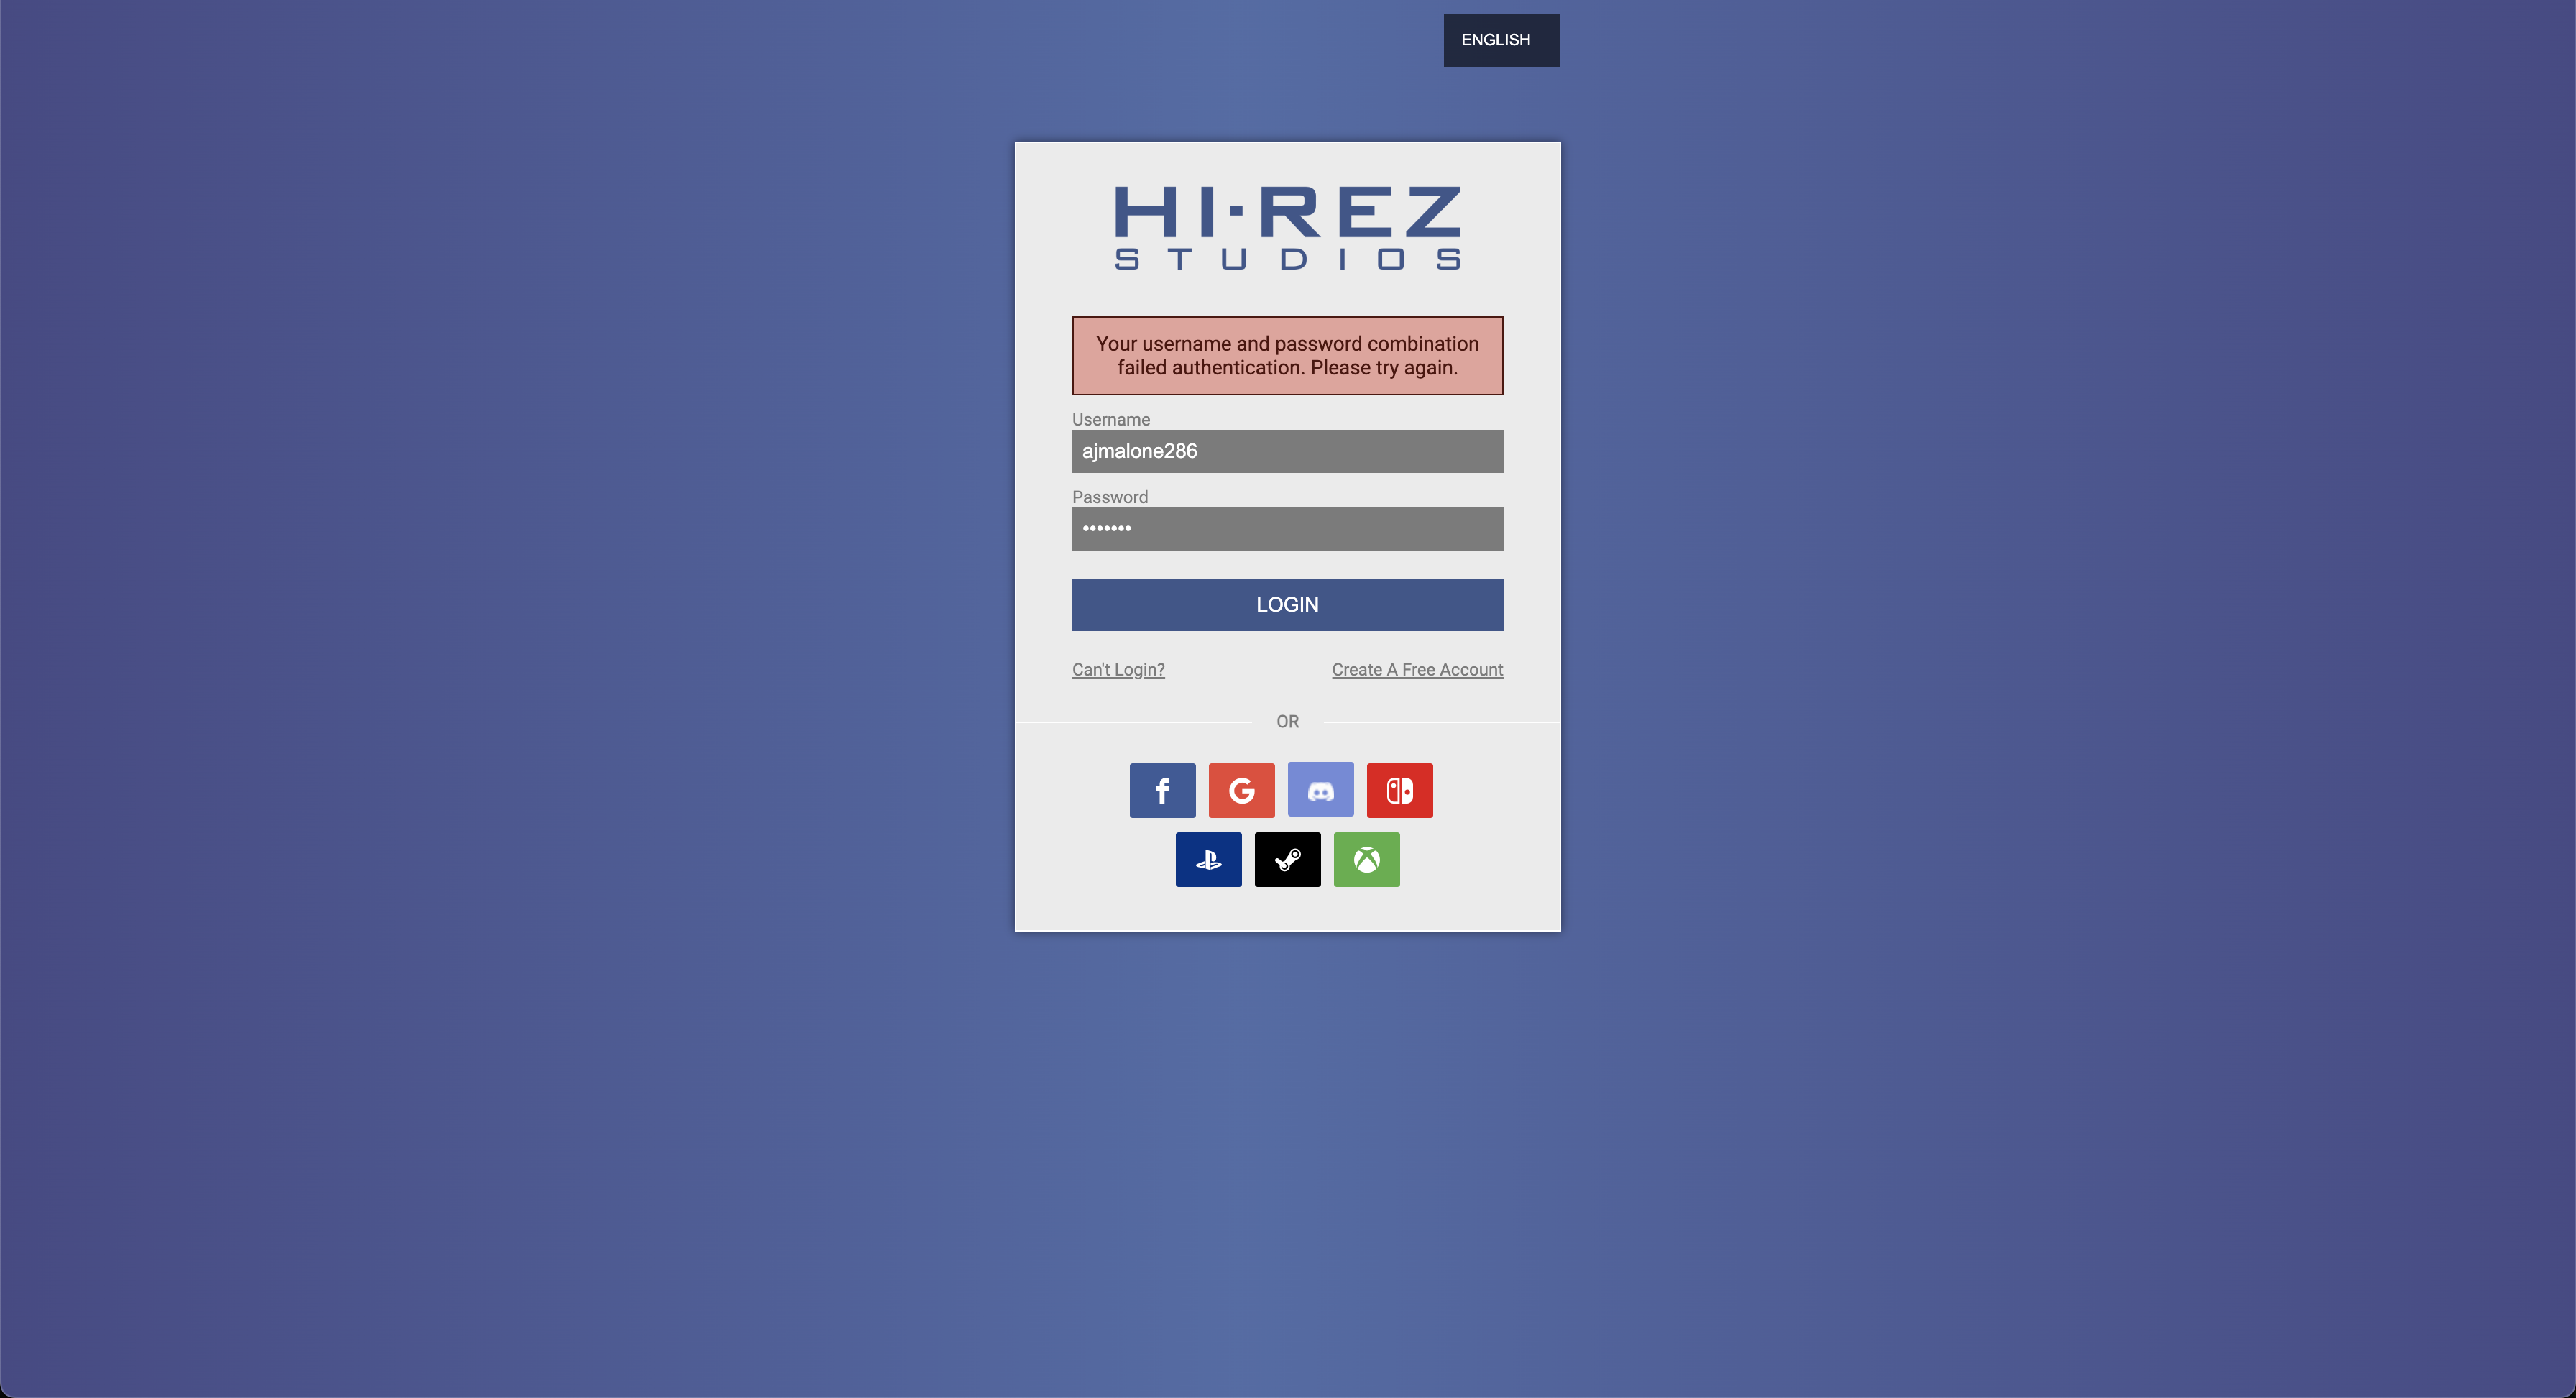 ENGLISH
HI-REZ
STUDIOS
Your username and password combination
failed authentication. Please try again.
Username
ajmalone286
Password
•••••••
LOGIN
Can't Login?
Create A Free Account
OR